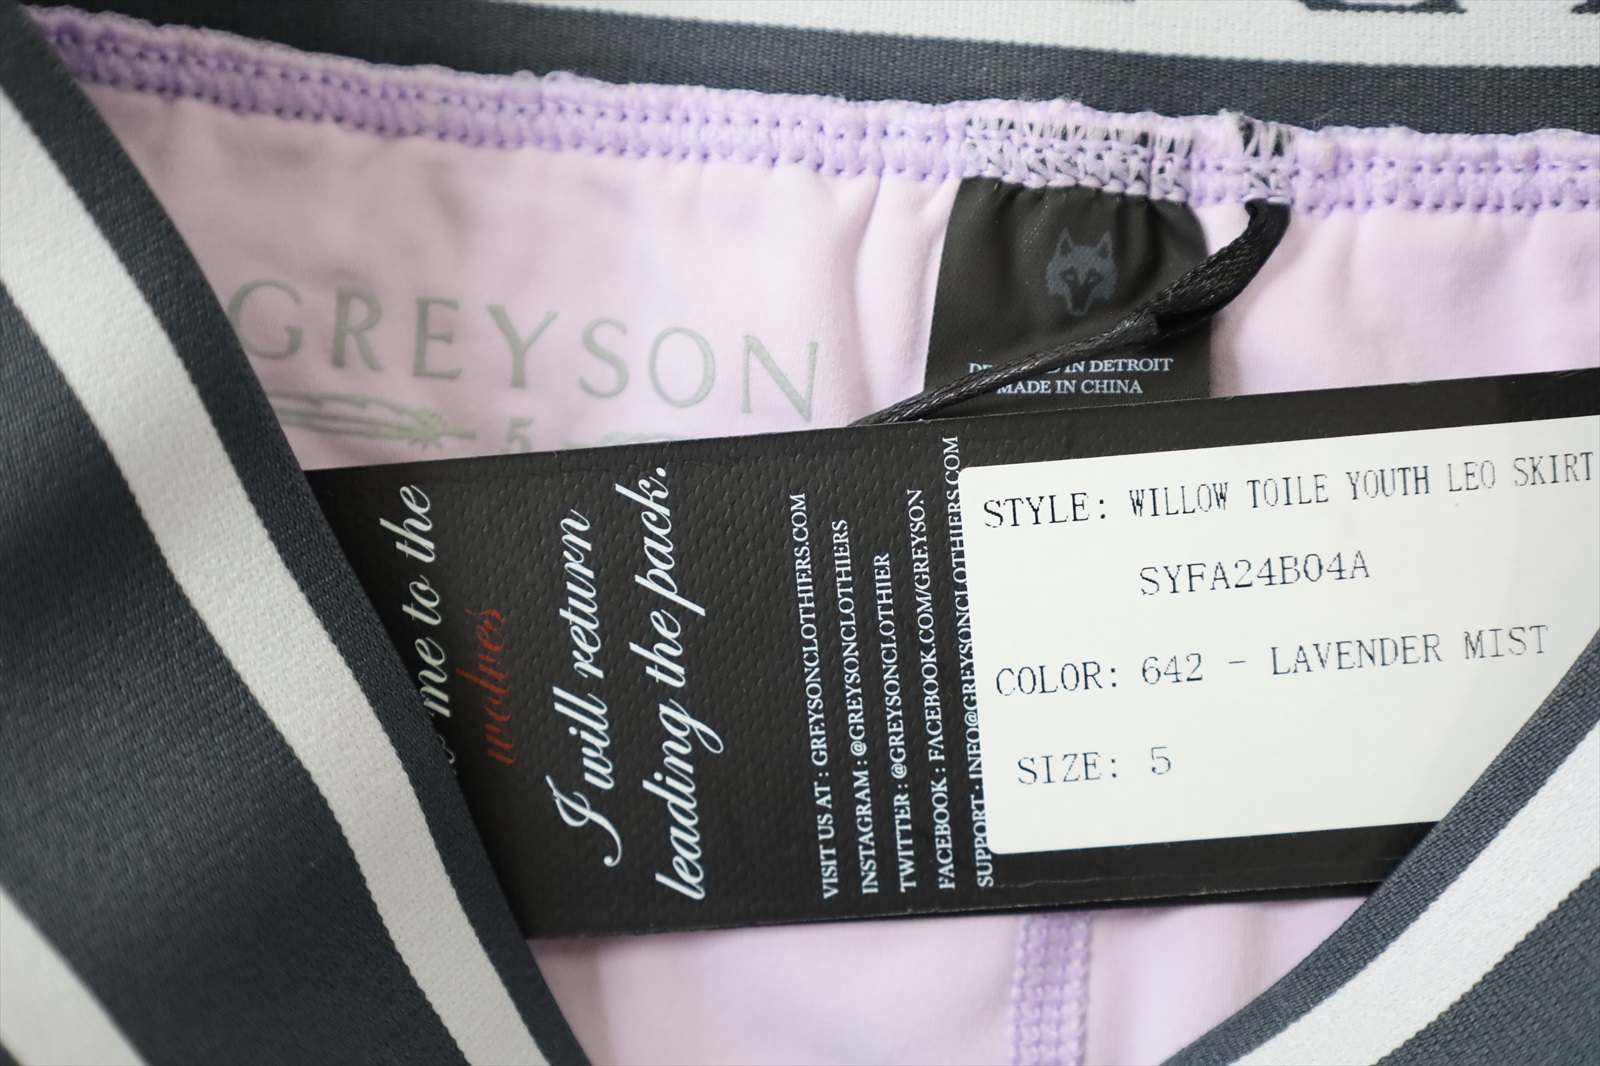 GREYSON
5
IN DETROIT
MADE IN CHINA
me to the
wolves
I will return
leading the pack.
VISIT US AT : GREYSONCLOTHIERS.COM
INSTAGRAM : @GREYSONCLOTHIERS
TWITTER : @GREYSONCLOTHIER
FACEBOOK : FACEBOOK.COM/GREYSON
SUPPORT : INFO@GREYSONCLOTHIERS.COM
STYLE: WILLOW TOILE YOUTH LEO SKIRT
SYFA24B04A
COLOR: 642 - LAVENDER MIST
SIZE: 5